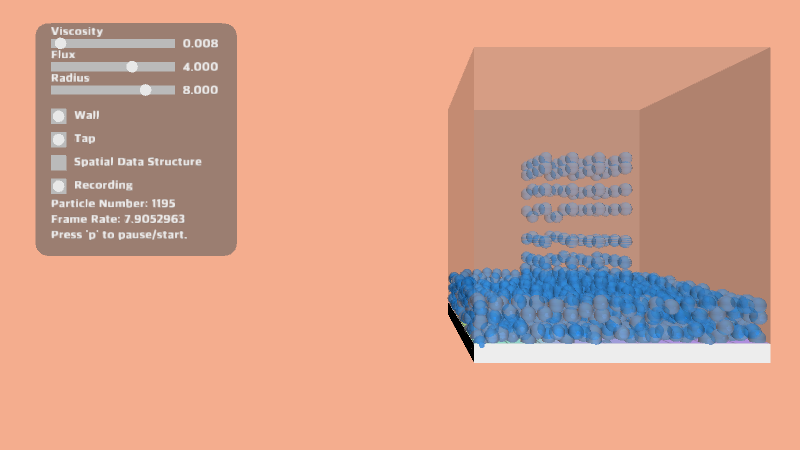 Viscosity
0.008
Flux
4.000
Radius
8.000
Wall
Tap
Spatial Data Structure
Recording
Particle Number: 1195
Frame Rate: 7.9052963
Press 'p' to pause/start.